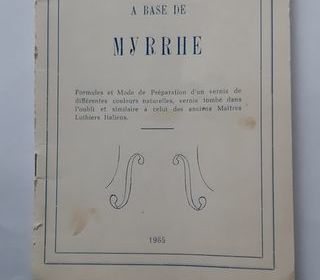 A BASE DE
MYRRHE
Formules et Mode de Préparation d'un vernis de
différentes couleurs naturelles, vernis tombé dans
l'oubli et similaire à celui des anciens Maîtres
Luthiers Italiens.
1985